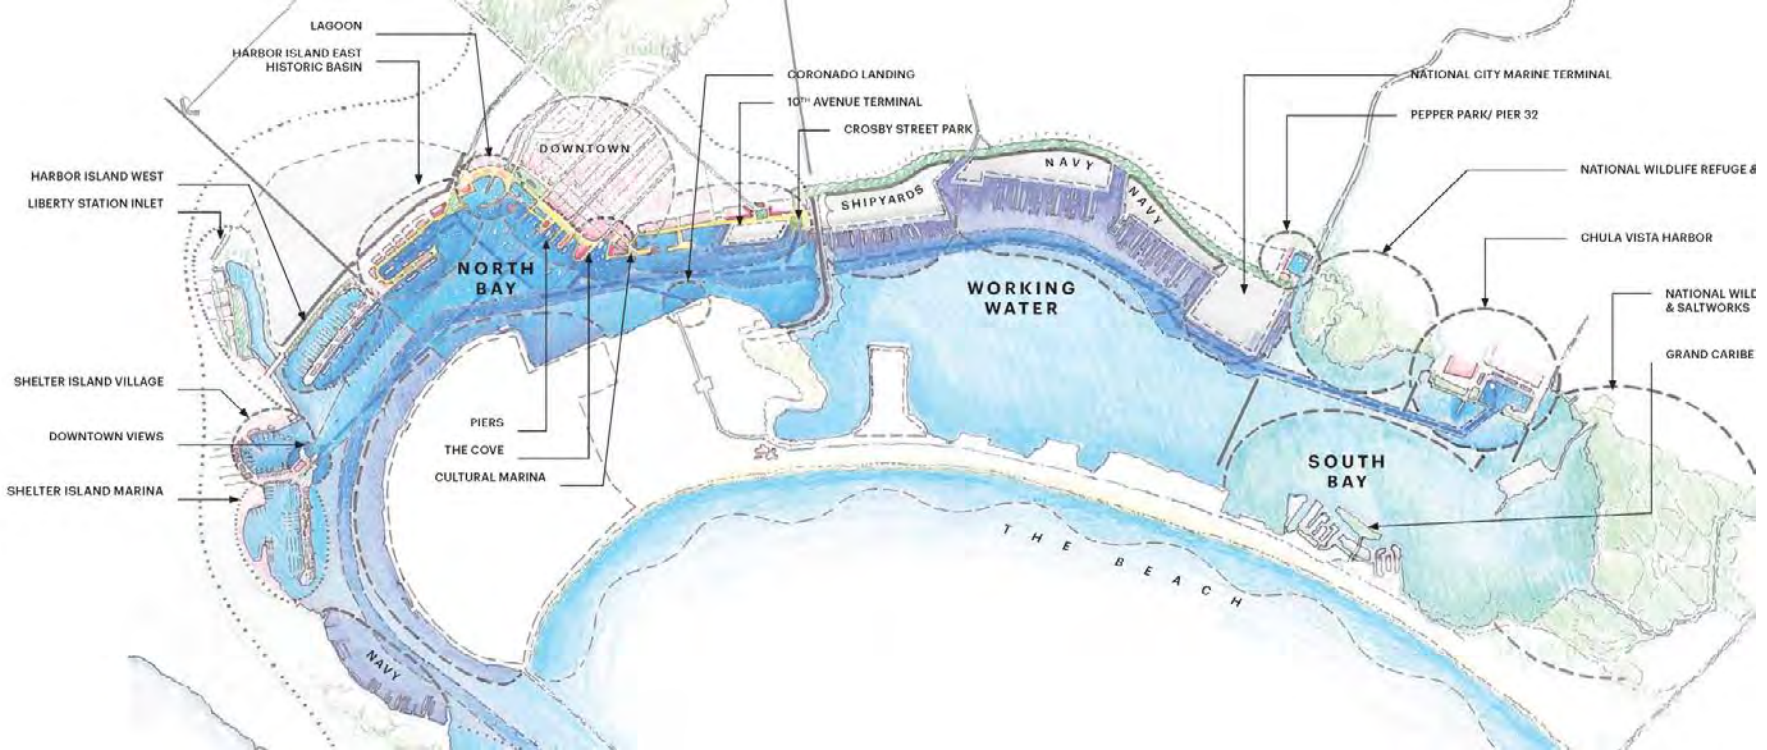 LAGOON
HARBOR ISLAND EAST
HISTORIC BASIN
HARBOR ISLAND WEST
LIBERTY STATION INLET
SHELTER ISLAND VILLAGE
DOWNTOWN VIEWS
SHELTER ISLAND MARINA
DOWNTOWN
NORTH
BAY
PIERS
THE COVE
CULTURAL MARINA
NAVY
CORONADO LANDING
10TH AVENUE TERMINAL
CROSBY STREET PARK
SHIPYARDS
NAVY
NAVY
WORKING
WATER
THE BEACH
NATIONAL CITY MARINE TERMINAL
PEPPER PARK/ PIER 32
NATIONAL WILDLIFE REFUGE &
CHULA VISTA HARBOR
NATIONAL WILD
& SALTWORKS
GRAND CARIBE
SOUTH
BAY